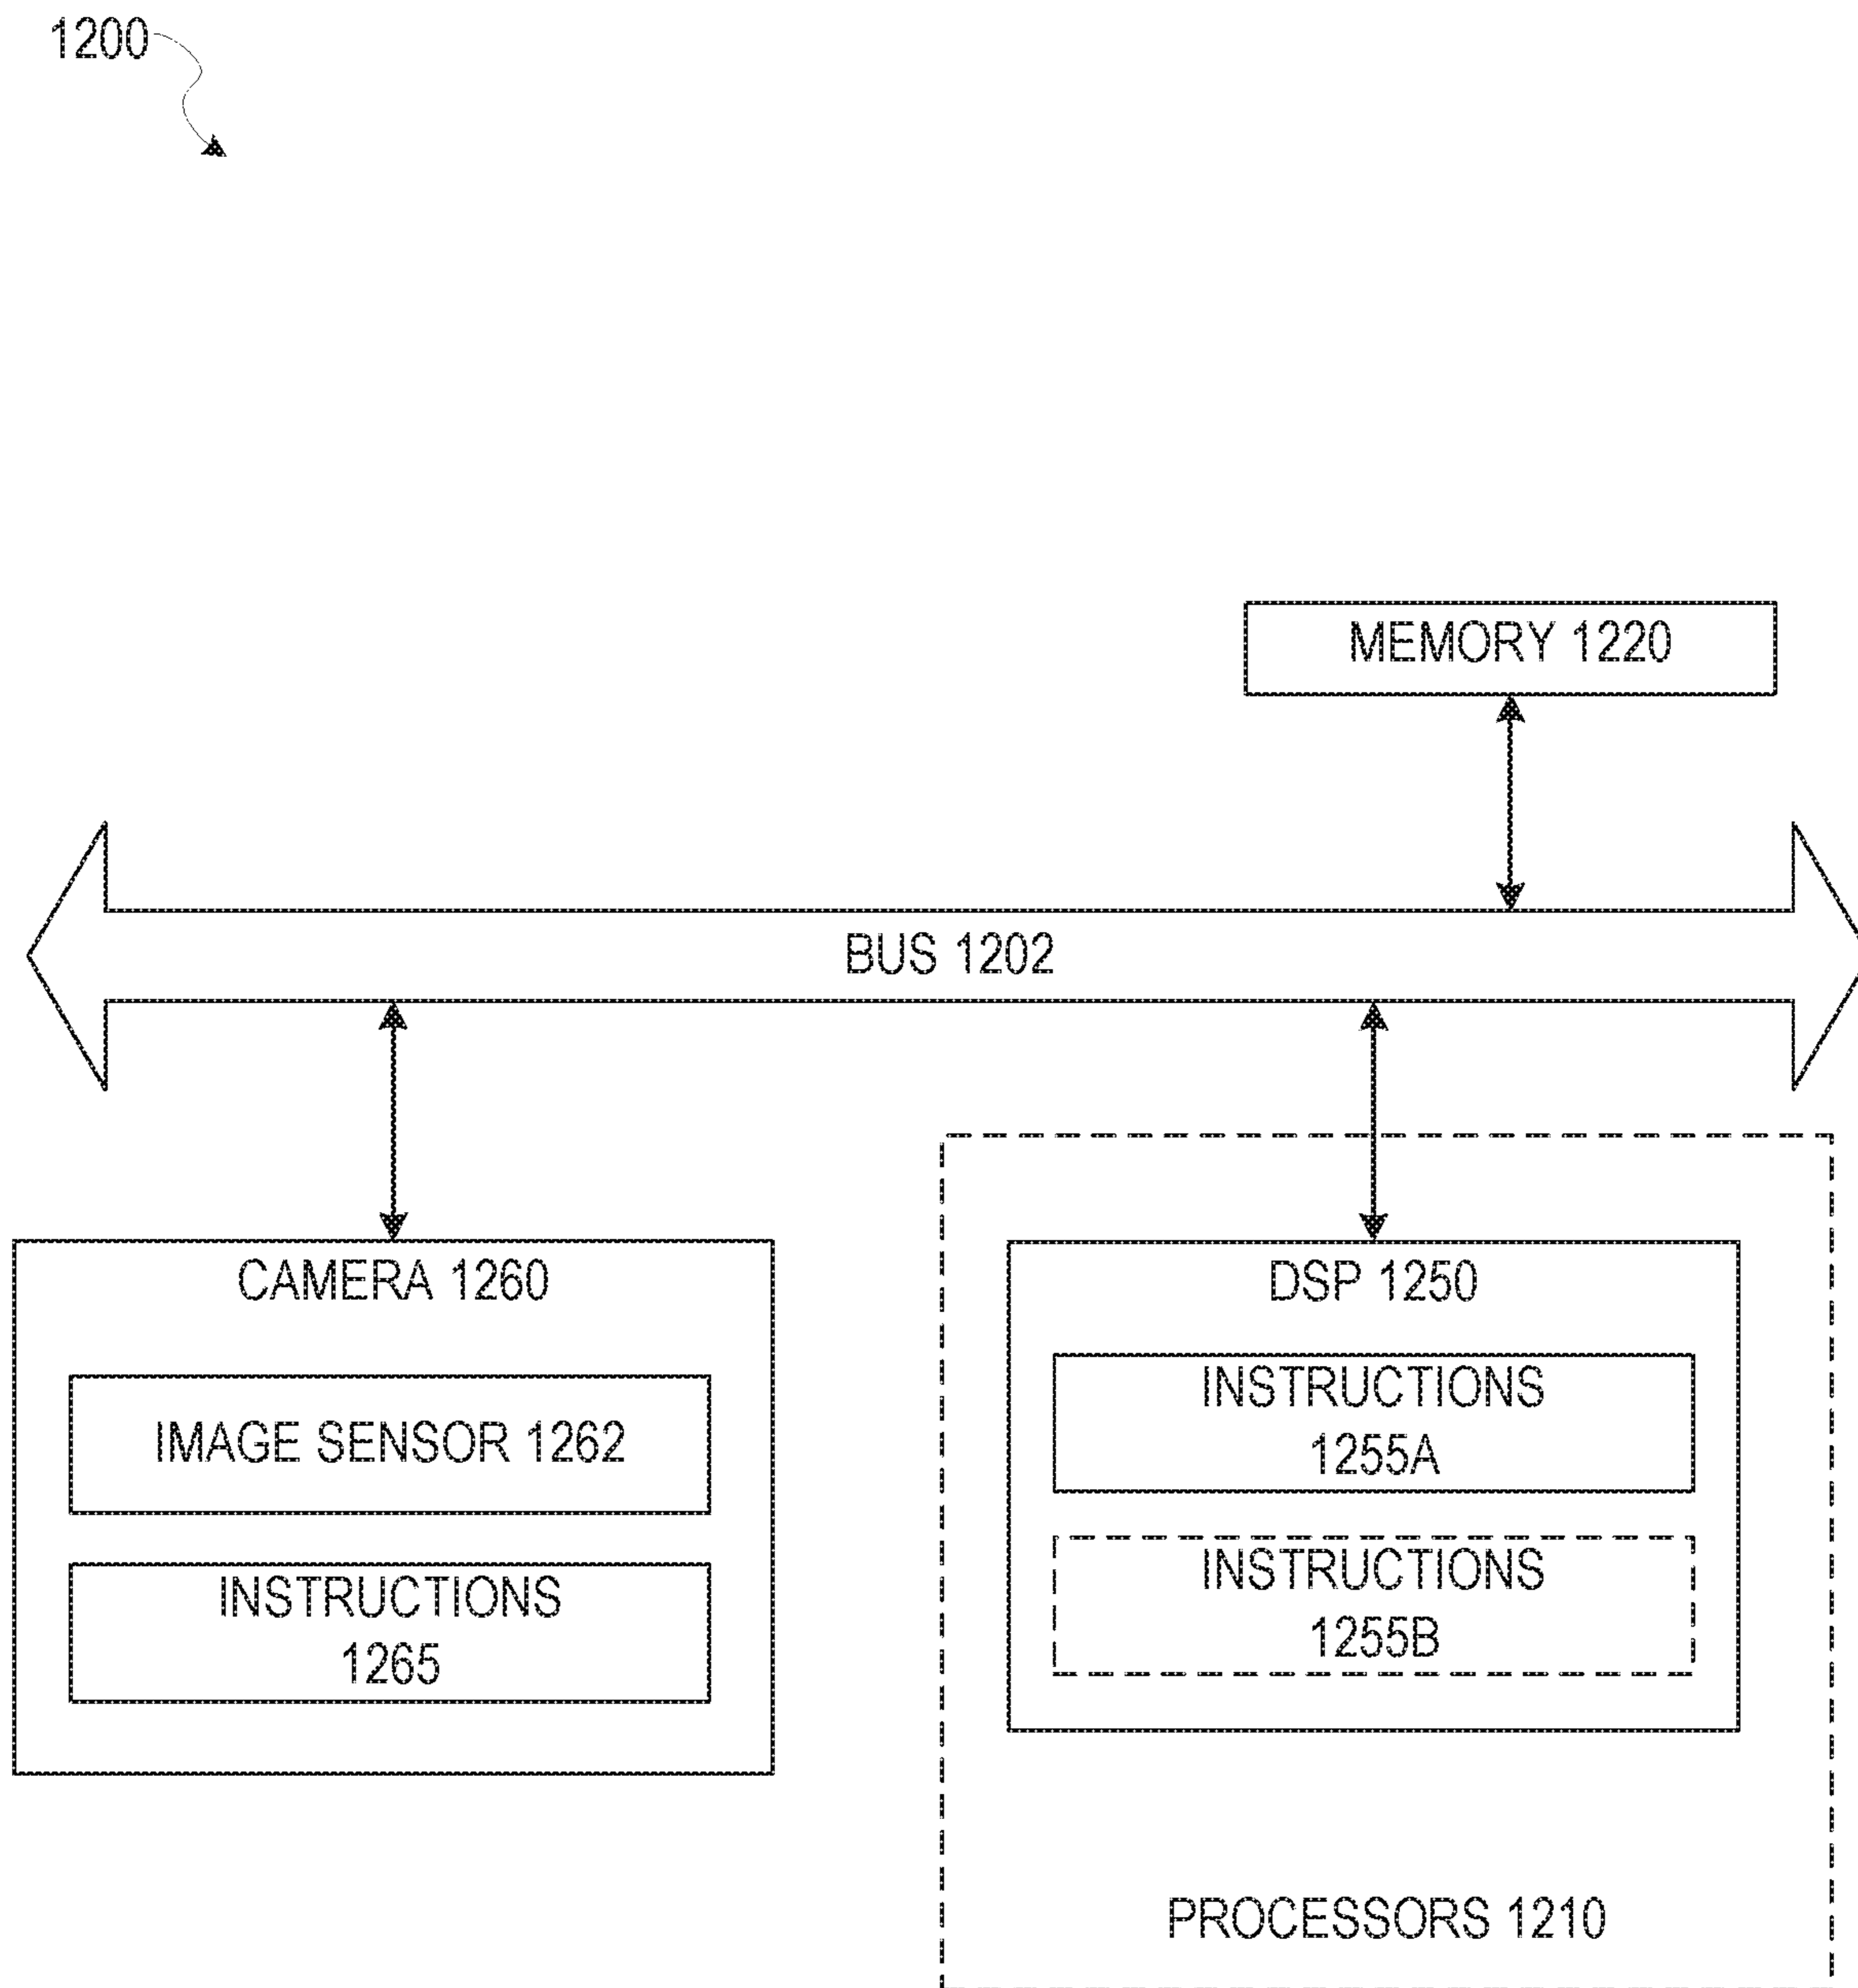 1200
MEMORY 1220
BUS 1202
CAMERA 1260
IMAGE SENSOR 1262
INSTRUCTIONS
1265
DSP 1250
INSTRUCTIONS
1255A
INSTRUCTIONS
1255B
PROCESSORS 1210